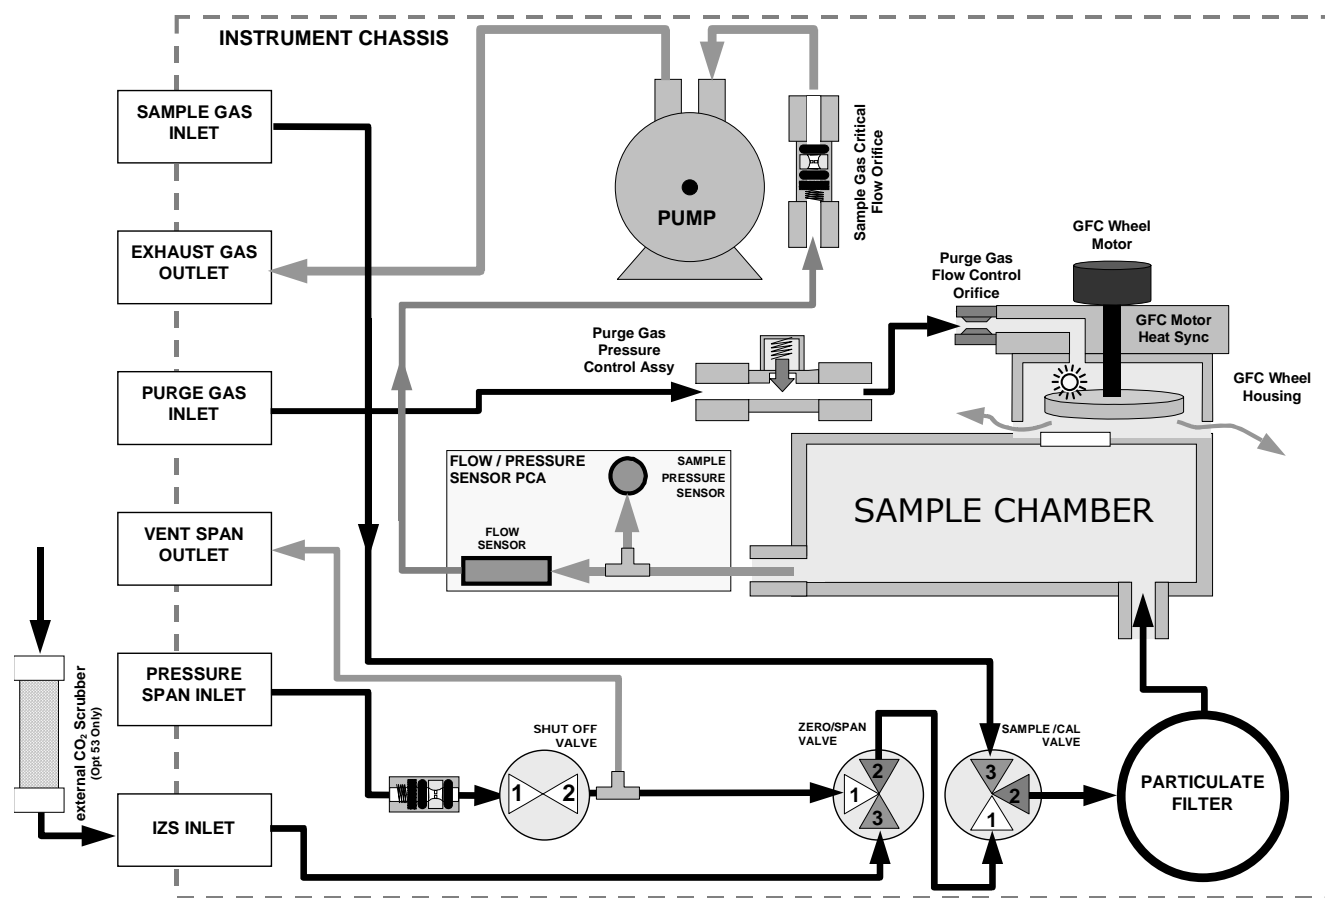 INSTRUMENT CHASSIS
SAMPLE GAS
INLET
EXHAUST GAS
OUTLET
PURGE GAS
INLET
VENT SPAN
OUTLET
PRESSURE
SPAN INLET
IZS INLET
external CO₂ Scrubber
(Opt 53 Only)
PUMP
Sample Gas Critical
Flow Orifice
GFC Wheel
Motor
Purge Gas
Flow Control
Orifice
GFC Motor
Heat Sync
GFC Wheel
Housing
Purge Gas
Pressure
Control Assy
FLOW / PRESSURE
SENSOR PCA
SAMPLE
PRESSURE
SENSOR
FLOW
SENSOR
SAMPLE CHAMBER
SHUT OFF
VALVE
1 2
ZERO/SPAN
VALVE
2
1
3
SAMPLE /CAL
VALVE
3
2
1
PARTICULATE
FILTER